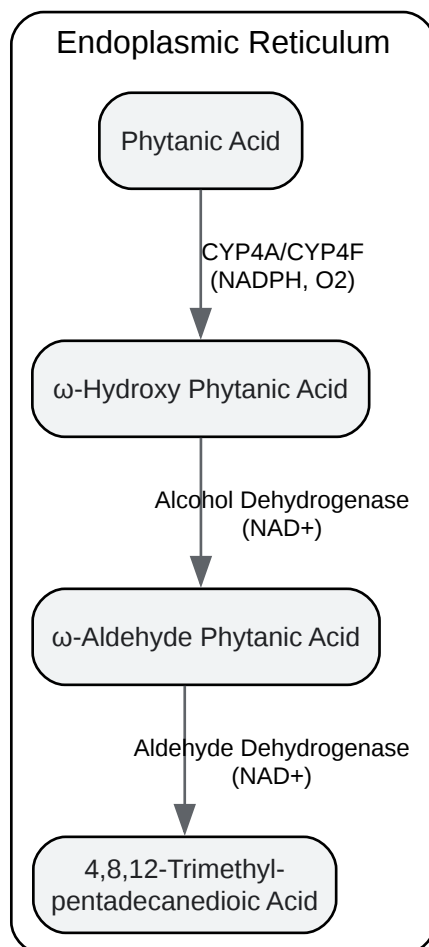 Endoplasmic Reticulum
Phytanic Acid
CYP4A/CYP4F
(NADPH, O2)
ω-Hydroxy Phytanic Acid
Alcohol Dehydrogenase
(NAD+)
ω-Aldehyde Phytanic Acid
Aldehyde Dehydrogenase
(NAD+)
4,8,12-Trimethyl-
pentadecanedioic Acid